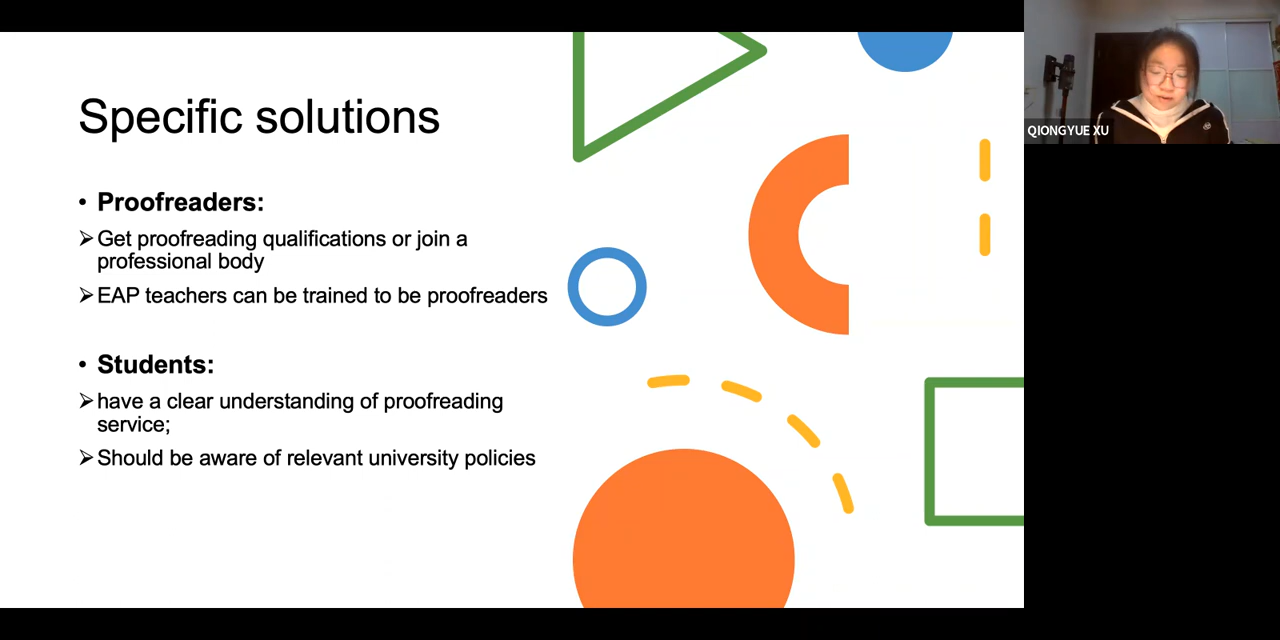 Specific solutions
• Proofreaders:
➢Get proofreading qualifications or join a
professional body
➢EAP teachers can be trained to be proofreaders
• Students:
➢have a clear understanding of proofreading
service;
➢Should be aware of relevant university policies
QIONGYUE XU